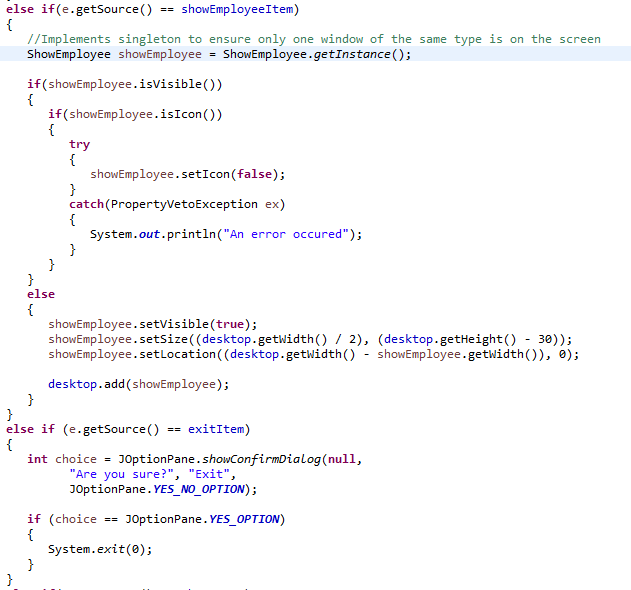 else if(e.getSource() == showEmployeeItem)
{
//Implements singleton to ensure only one window of the same type is on the screen
ShowEmployee showEmployee = ShowEmployee.getInstance();
if(showEmployee.isVisible())
{
if(showEmployee.isIcon())
{
try
{
showEmployee.setIcon(false);
}
catch(PropertyVetoException ex)
{
System.out.println("An error occured");
}
}
}
else
{
showEmployee.setVisible(true);
showEmployee.setSize((desktop.getWidth() / 2), (desktop.getHeight() - 30));
showEmployee.setLocation((desktop.getWidth() - showEmployee.getWidth()), 0);
desktop.add(showEmployee);
}
}
else if (e.getSource() == exitItem)
{
int choice = JOptionPane.showConfirmDialog(null,
"Are you sure?", "Exit",
JOptionPane.YES_NO_OPTION);
if (choice == JOptionPane.YES_OPTION)
{
System.exit(0);
}
}